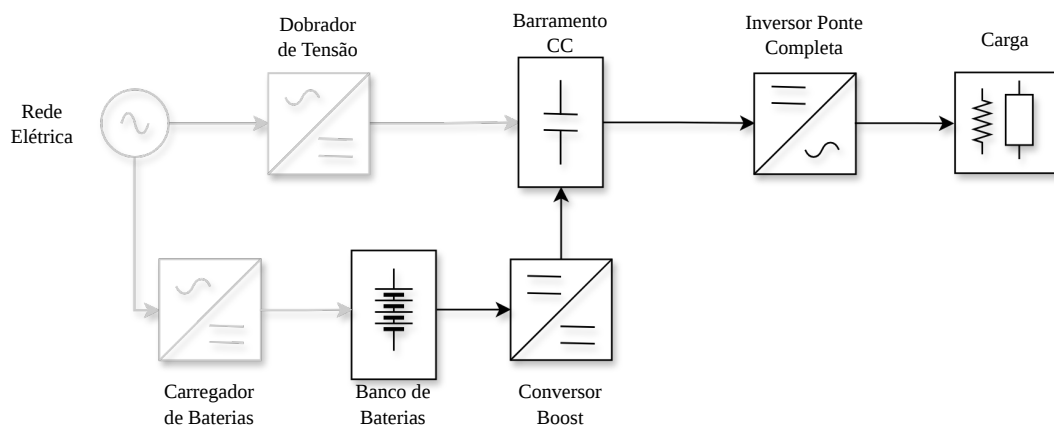 Dobrador
de Tensão
Barramento
CC
Inversor Ponte
Completa
Carga
Rede
Elétrica
Carregador
de Baterias
Banco de
Baterias
Conversor
Boost